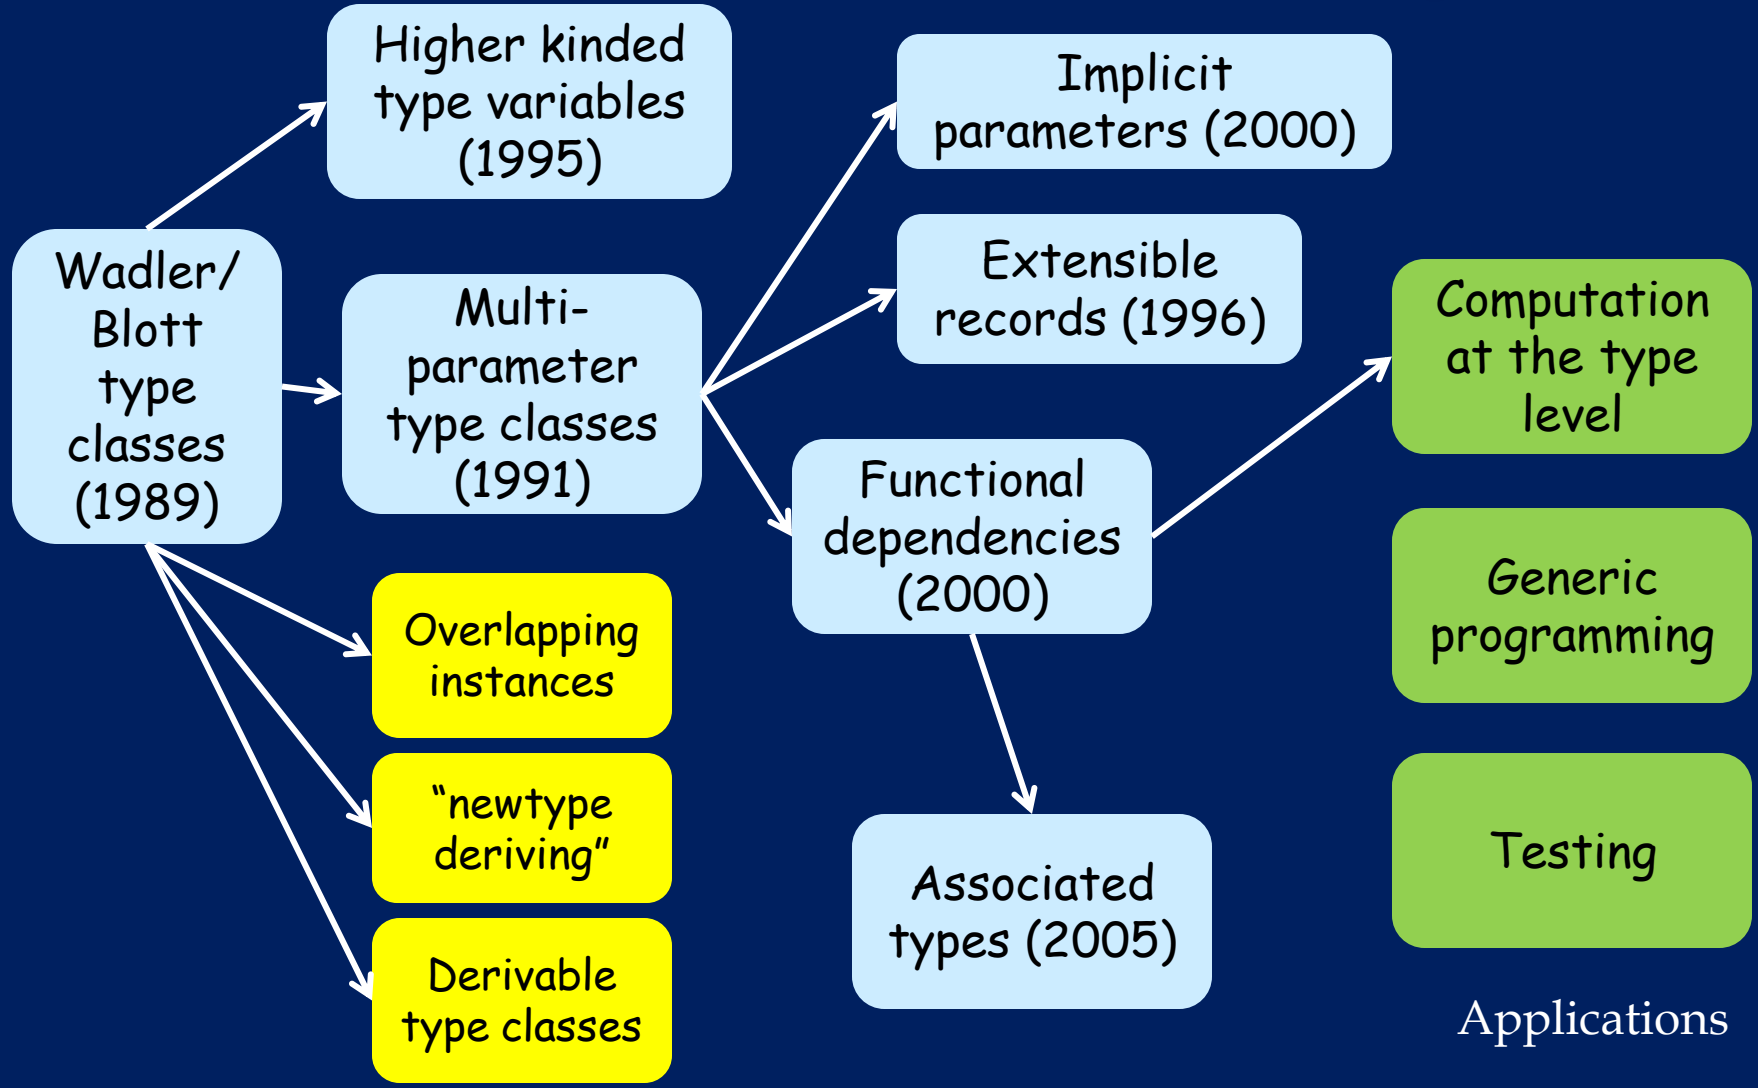 Higher kinded
type variables
(1995)
Implicit
parameters (2000)
Wadler/
Blott
type
classes
(1989)
Multi-
parameter
type classes
(1991)
Extensible
records (1996)
Computation
at the type
level
Functional
dependencies
(2000)
Generic
programming
Overlapping
instances
“newtype
deriving”
Testing
Associated
types (2005)
Derivable
type classes
Applications